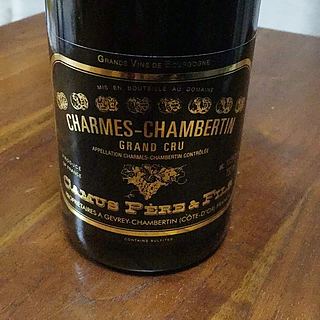 GRANDS VINS DE BOURGOGNE
MIS EN BOUTEILLE AU DOMAINE
CHARMES-CHAMBERTIN
GRAND CRU
APPELLATION CHARMES-CHAMBERTIN CONTRÔLÉE
PRODUCE
CAMUS PÈRE & FILS
PROPRIÉTAIRES A GEVREY-CHAMBERTIN (CÔTE-D'OR)
CONTAINS SULFITES